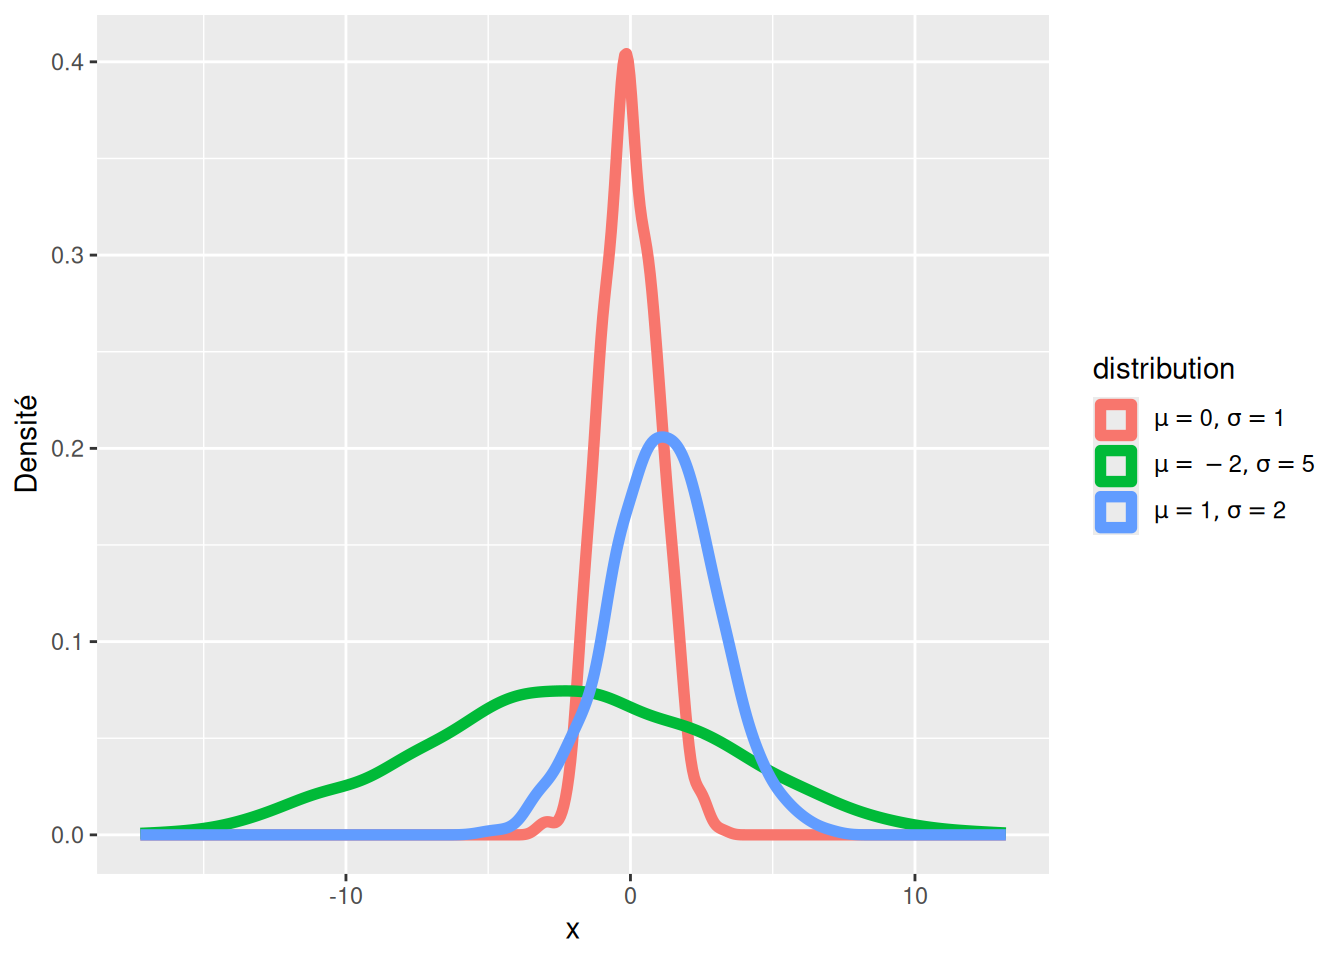 0.4
0.3
0.2
0.1
0.0
Densité
-10
0
10
x
distribution
μ = 0, σ = 1
μ = − 2, σ = 5
μ = 1, σ = 2